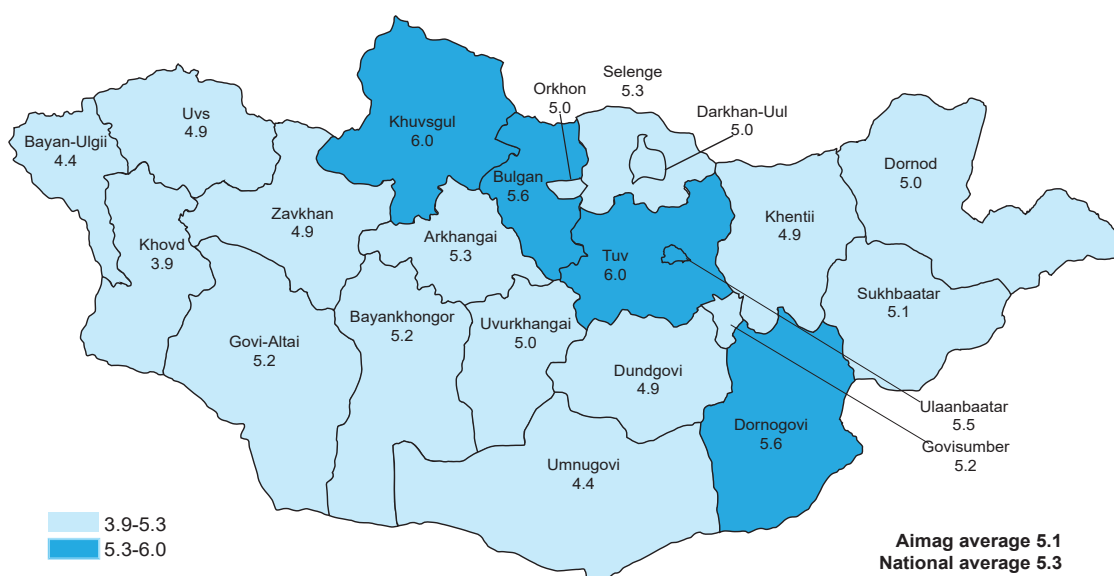 Orkhon
5.0
Selenge
5.3
Darkhan-Uul
5.0
Uvs
4.9
Bayan-Ulgii
4.4
Khuvsgul
6.0
Bulgan
5.6
Dornod
5.0
Khovd
3.9
Zavkhan
4.9
Arkhangai
5.3
Tuv
6.0
Khentii
4.9
Sukhbaatar
5.1
Govi-Altai
5.2
Bayankhongor
5.2
Uvurkhangai
5.0
Dundgovi
4.9
Ulaanbaatar
5.5
Dornogovi
5.6
Govisumber
5.2
Umnugovi
4.4
3.9-5.3
5.3-6.0
Aimag average 5.1
National average 5.3